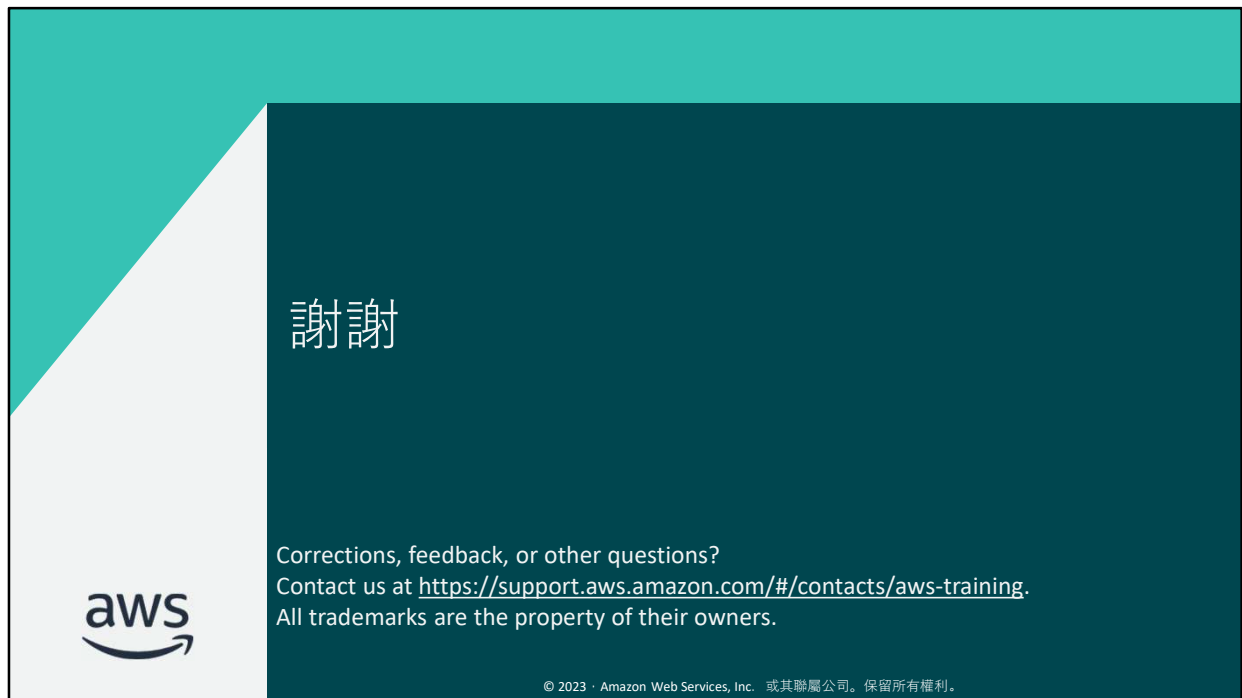 謝謝
Corrections, feedback, or other questions?
Contact us at https://support.aws.amazon.com/#/contacts/aws-training.
All trademarks are the property of their owners.
aws
© 2023 · Amazon Web Services, Inc. 或其聯屬公司。保留所有權利。